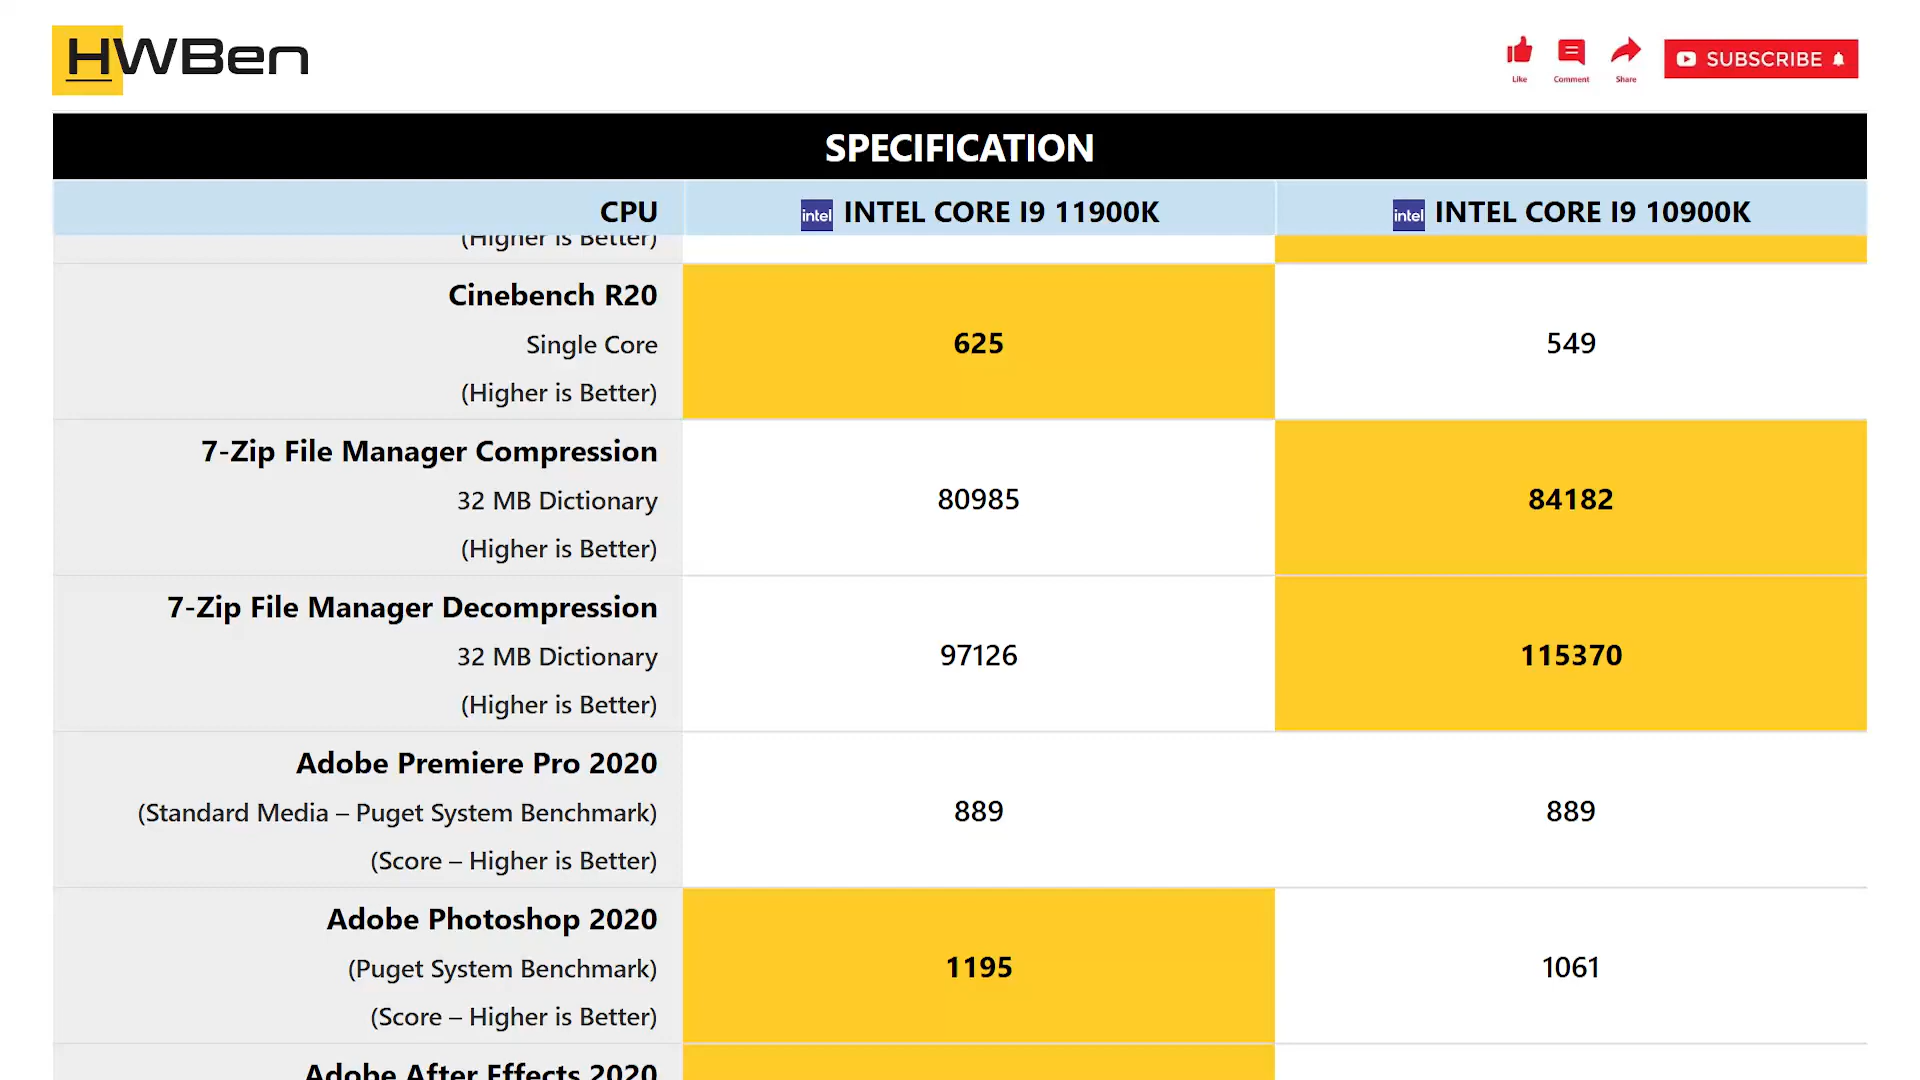 HWBen
Like
Comment
Share
SUBSCRIBE
SPECIFICATION
CPU
intel INTEL CORE I9 11900K
intel INTEL CORE I9 10900K
(Higher is Better)
Cinebench R20
Single Core
(Higher is Better)
625
549
7-Zip File Manager Compression
32 MB Dictionary
(Higher is Better)
80985
84182
7-Zip File Manager Decompression
32 MB Dictionary
(Higher is Better)
97126
115370
Adobe Premiere Pro 2020
(Standard Media – Puget System Benchmark)
(Score – Higher is Better)
889
889
Adobe Photoshop 2020
(Puget System Benchmark)
(Score – Higher is Better)
1195
1061
Adobe After Effects 2020